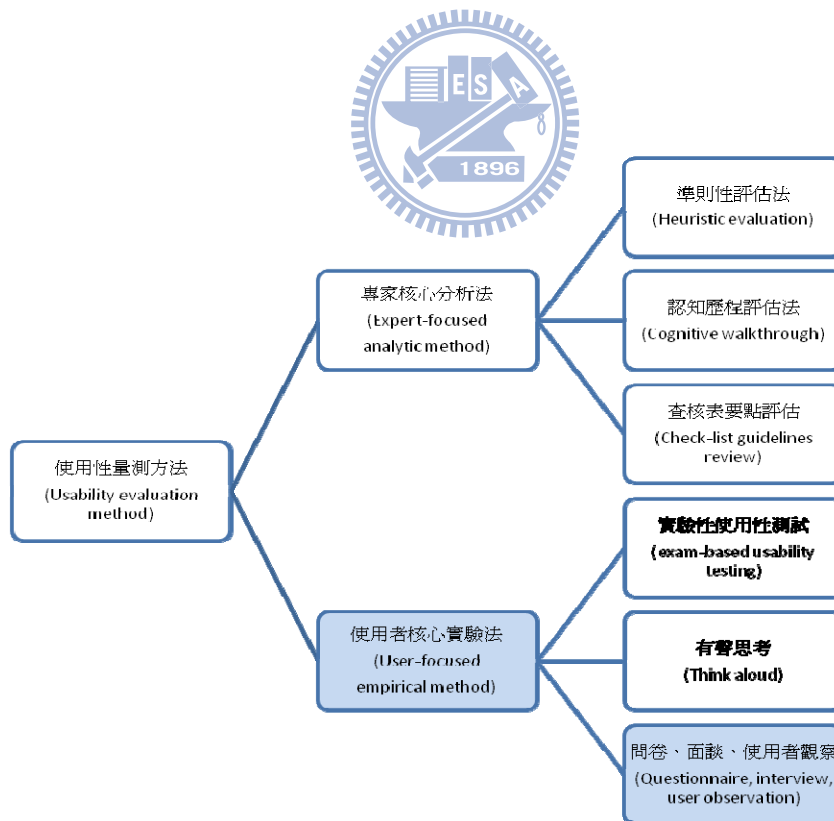 E S A
1896
準則性評估法
(Heuristic evaluation)
專家核心分析法
(Expert-focused
analytic method)
認知歷程評估法
(Cognitive walkthrough)
查核表要點評估
(Check-list guidelines
review)
使用性量測方法
(Usability evaluation
method)
實驗性使用性測試
(exam-based usability
testing)
使用者核心實驗法
(User-focused
empirical method)
有聲思考
(Think aloud)
問卷、面談、使用者觀察
(Questionnaire, interview,
user observation)